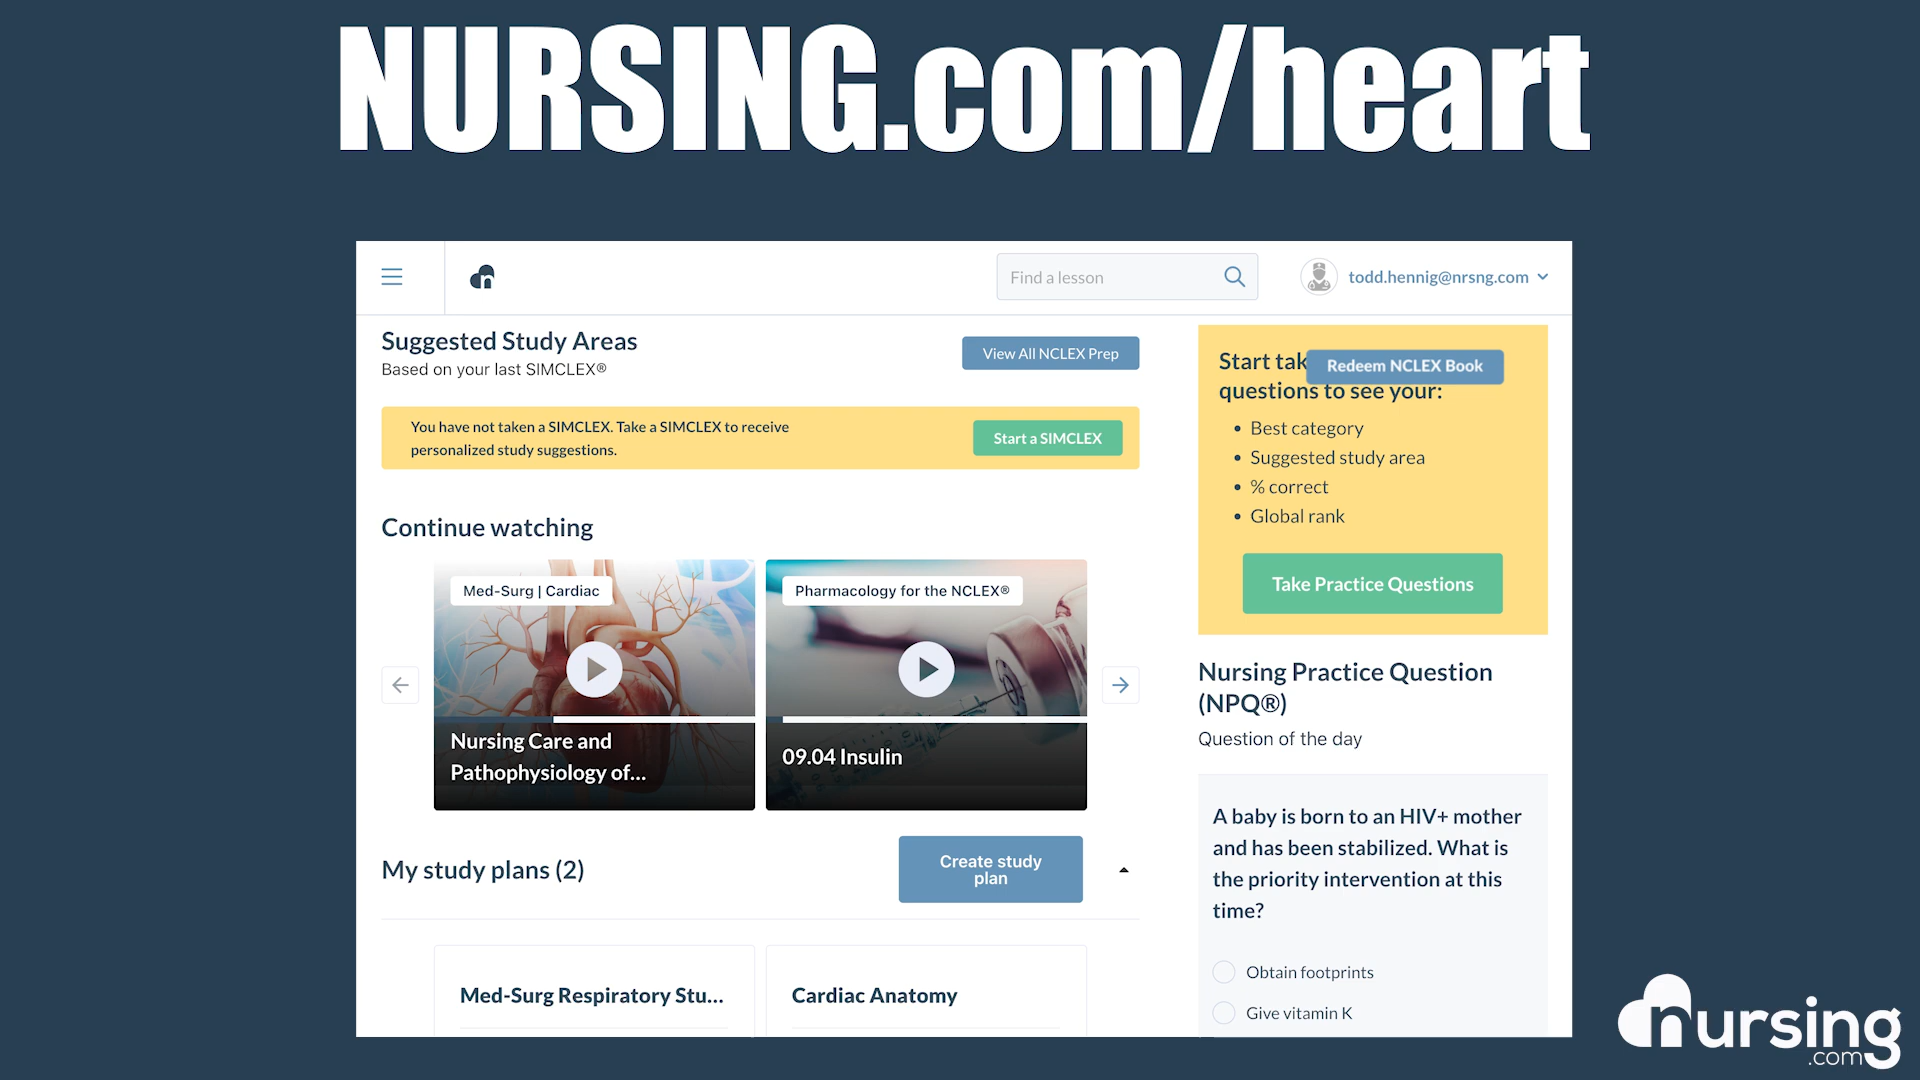 NURSING.com/heart
Find a lesson
todd.hennig@nrsng.com
Suggested Study Areas
Based on your last SIMCLEX®
View All NCLEX Prep
You have not taken a SIMCLEX. Take a SIMCLEX to receive
personalized study suggestions.
Start a SIMCLEX
Continue watching
Med-Surg | Cardiac
Nursing Care and
Pathophysiology of...
Pharmacology for the NCLEX®
09.04 Insulin
My study plans (2)
Create study
plan
Med-Surg Respiratory Stu...
Cardiac Anatomy
Start tak
Redeem NCLEX Book
questions to see your:
Best category
Suggested study area
% correct
Global rank
Take Practice Questions
Nursing Practice Question
(NPQ®)
Question of the day
A baby is born to an HIV+ mother
and has been stabilized. What is
the priority intervention at this
time?
Obtain footprints
Give vitamin K
nursing
.com